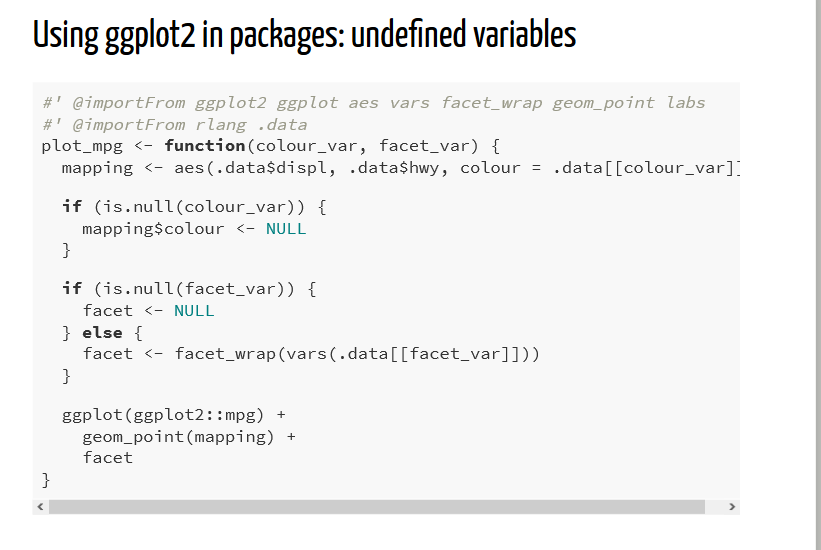 Using ggplot2 in packages: undefined variables
#' @importFrom ggplot2 ggplot aes vars facet_wrap geom_point labs
#' @importFrom rlang .data
plot_mpg <- function(colour_var, facet_var) {
  mapping <- aes(.data$displ, .data$hwy, colour = .data[[colour_var]]
  if (is.null(colour_var)) {
    mapping$colour <- NULL
  }
  if (is.null(facet_var)) {
    facet <- NULL
  } else {
    facet <- facet_wrap(vars(.data[[facet_var]]))
  }
  ggplot(ggplot2::mpg) +
    geom_point(mapping) +
    facet
}